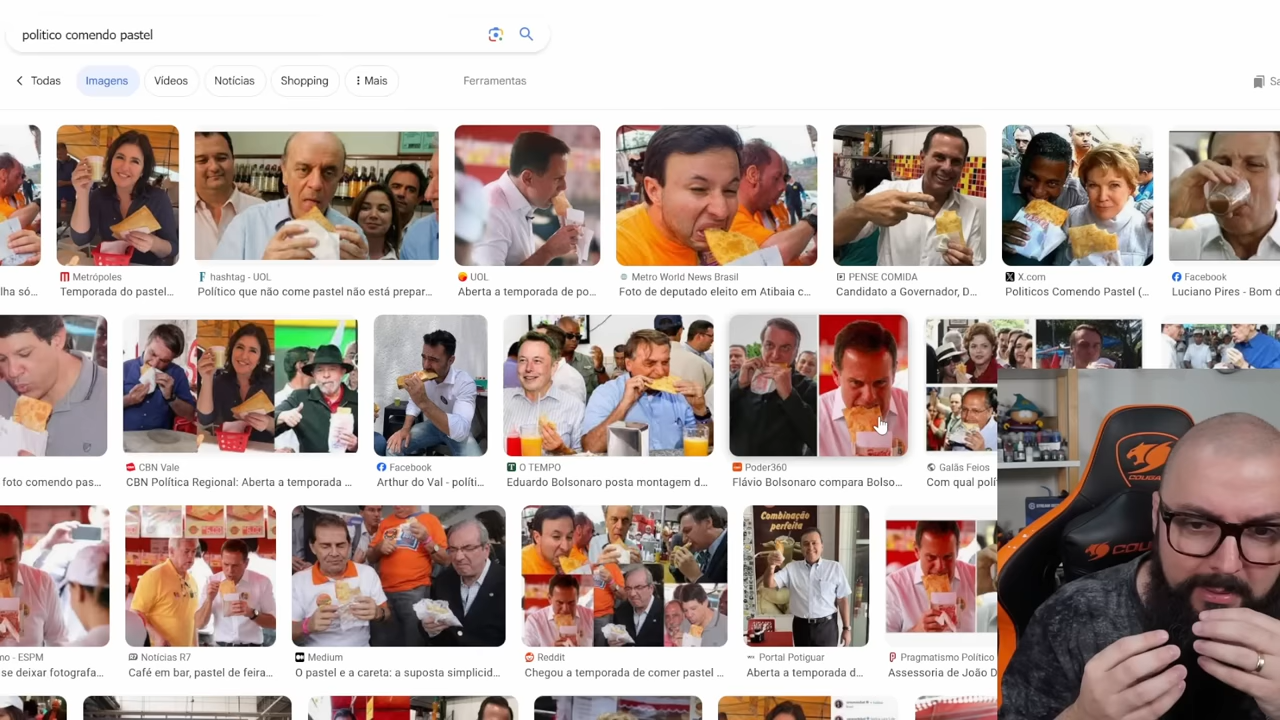 politico comendo pastel
Todas
Imagens
Vídeos
Notícias
Shopping
Mais
Ferramentas
Metrópoles
hashtag - UOL
UOL
Metro World News Brasil
PENSE COMIDA
X.com
Facebook
lha só...
Temporada do pastel...
Político que não come pastel não está prepar...
Aberta a temporada de po...
Foto de deputado eleito em Atibaia c...
Candidato a Governador, D...
Politicos Comendo Pastel (...
Luciano Pires - Bom d
CBN Vale
Facebook
O TEMPO
Poder360
Galãs Feios
foto comendo pas...
CBN Política Regional: Aberta a temporada ...
Arthur do Val - políti...
Eduardo Bolsonaro posta montagem d...
Flávio Bolsonaro compara Bolso...
Com qual polí
Combinação
perfeita
COUGAR
mo - ESPM
Notícias R7
Medium
Reddit
Portal Potiguar
Pragmatismo Político
se deixar fotografa...
Café em bar, pastel de feira...
O pastel e a careta: a suposta simplicid...
Chegou a temporada de comer pastel ...
Aberta a temporada d...
Assessoria de João D